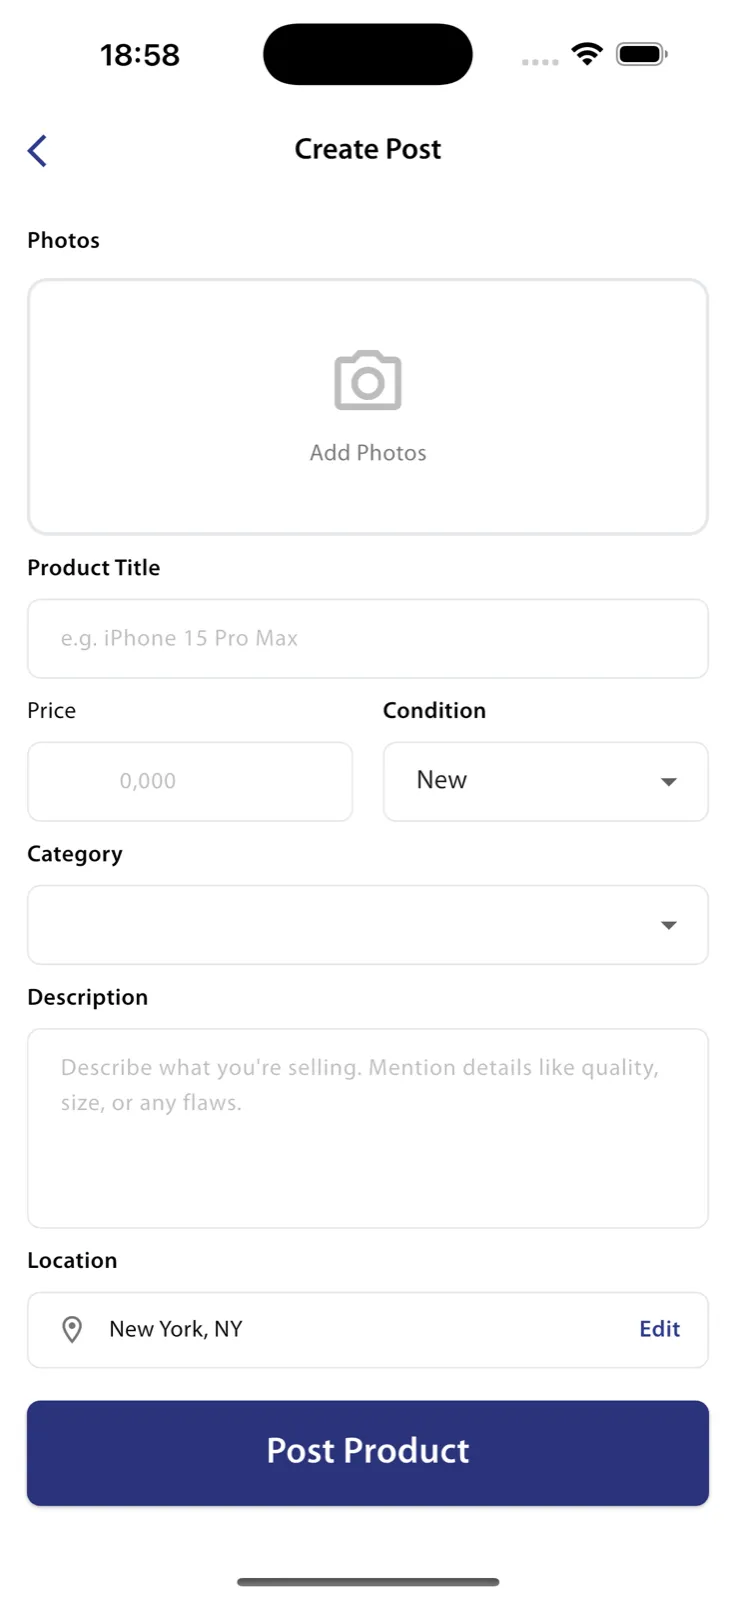 18:58
Create Post
Photos
Add Photos
Product Title
e.g. iPhone 15 Pro Max
Price
Condition
0,000
New
Category
Description
Describe what you're selling. Mention details like quality,
size, or any flaws.
Location
New York, NY
Edit
Post Product